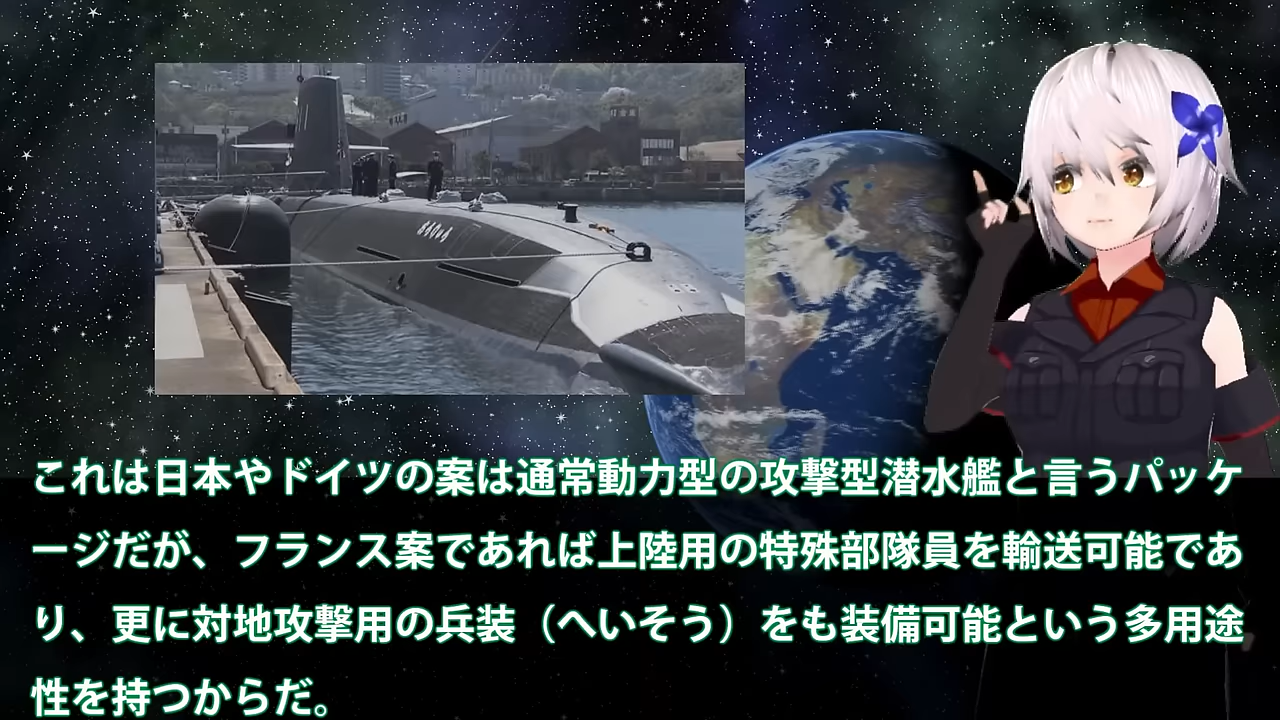 これは日本やドイツの案は通常動力型の攻撃型潜水艦と言うパッケ
ージだが、フランス案であれば上陸用の特殊部隊員を輸送可能であ
り、更に対地攻撃用の兵装（へいそう）をも装備可能という多用途
性を持つからだ。